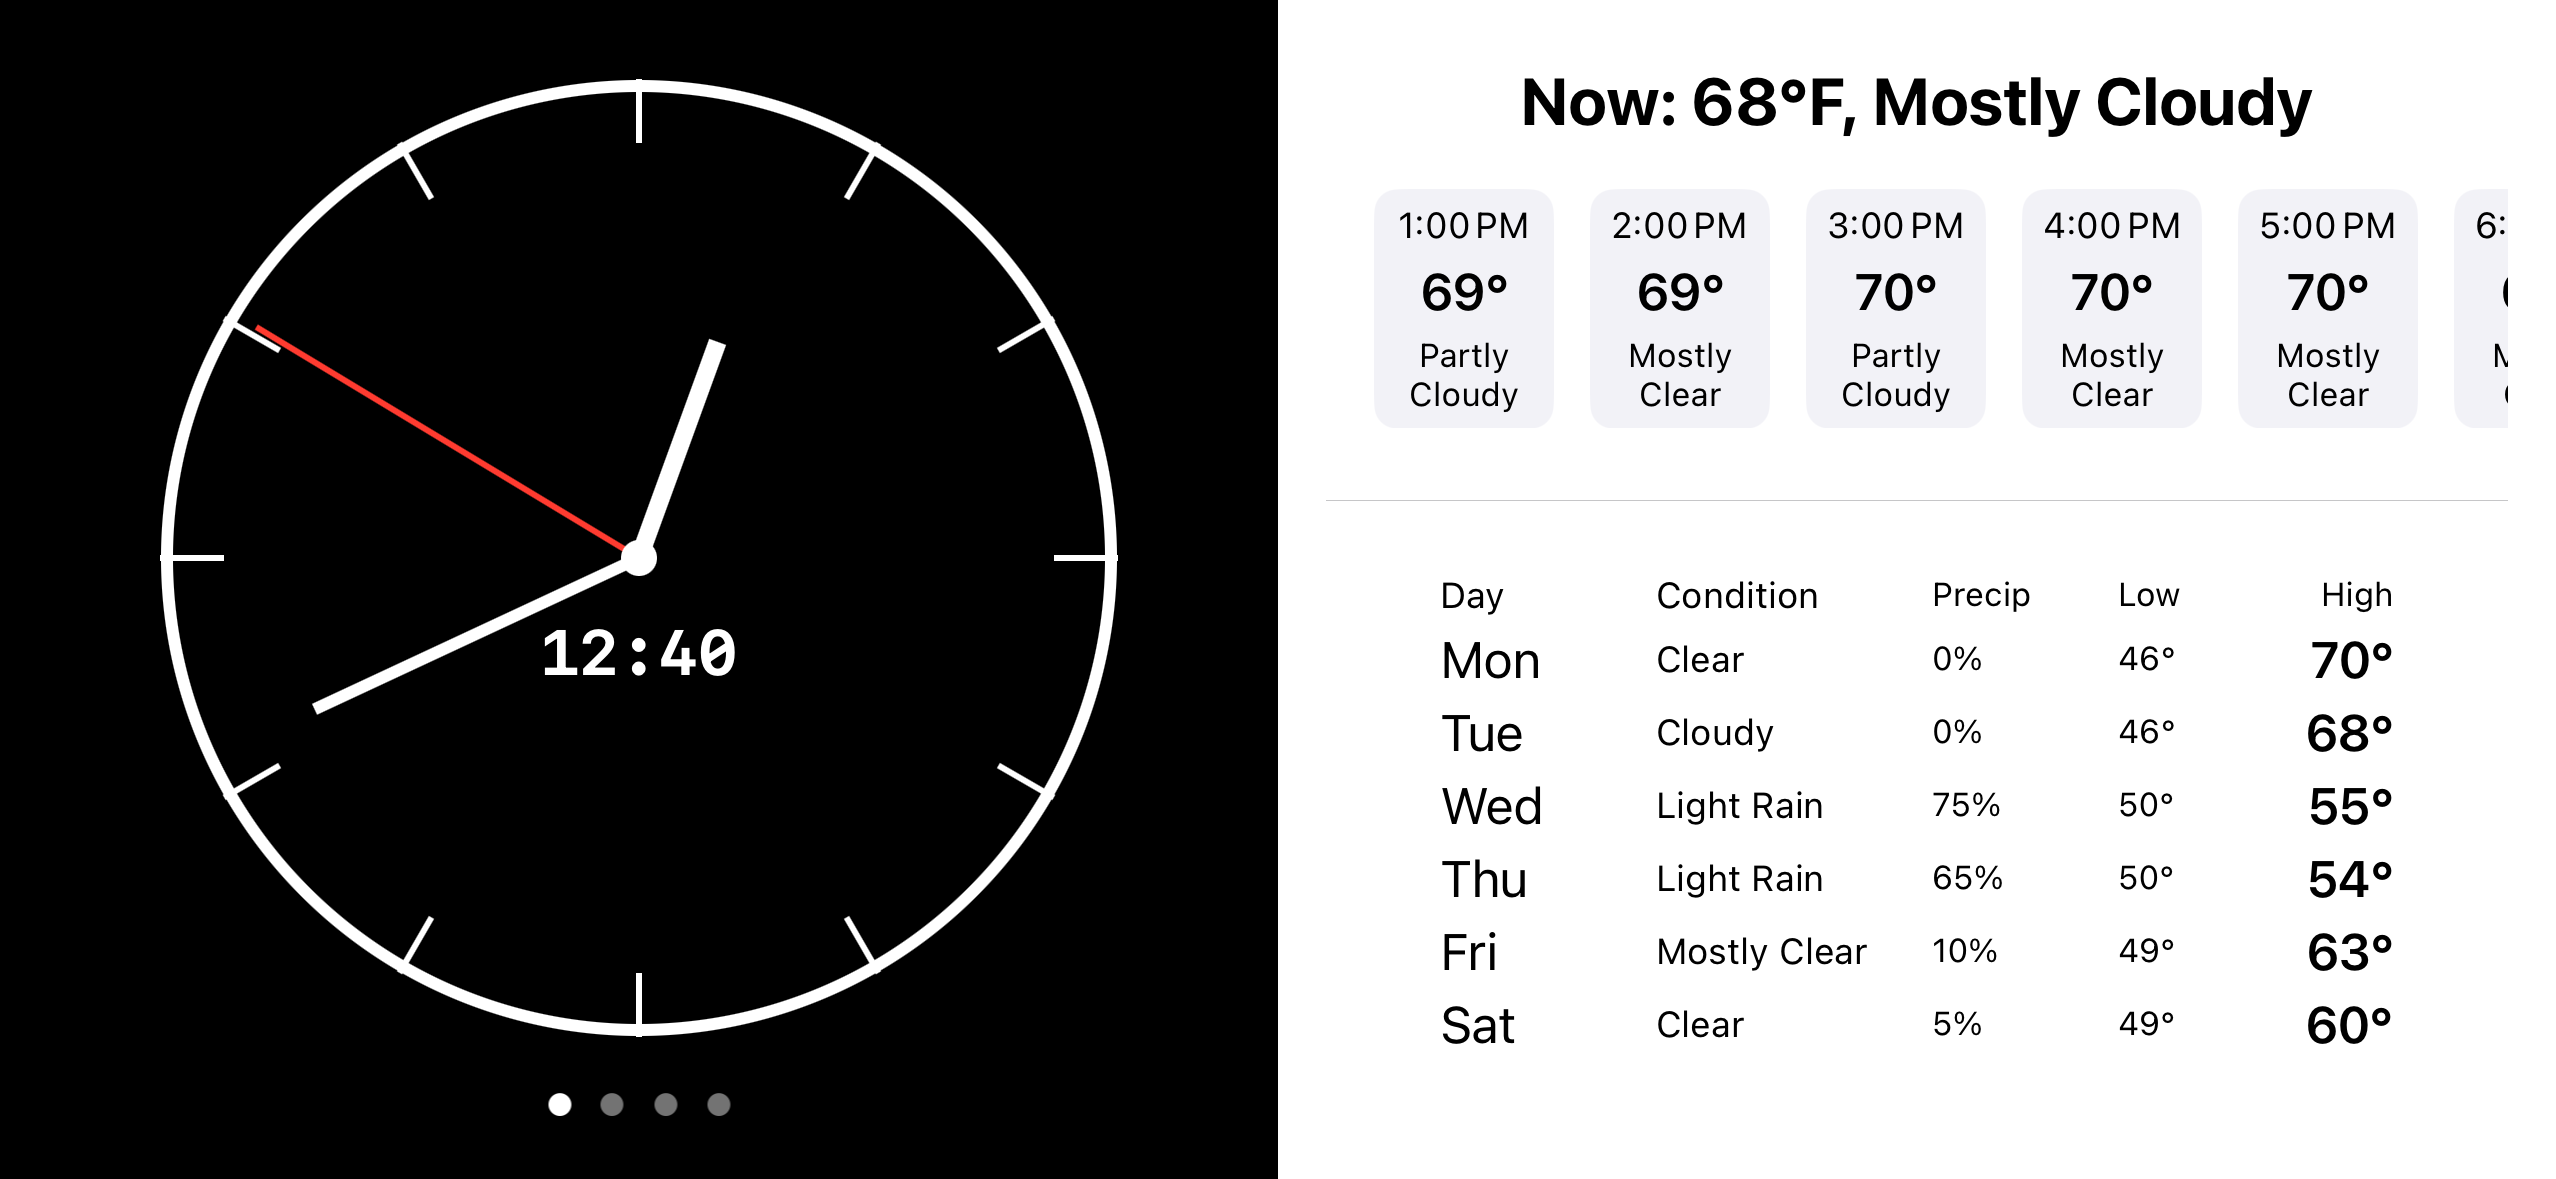 12:40
Now: 68°F, Mostly Cloudy
1:00 PM
69°
Partly
Cloudy
2:00 PM
69°
Mostly
Clear
3:00 PM
70°
Partly
Cloudy
4:00 PM
70°
Mostly
Clear
5:00 PM
70°
Mostly
Clear
6:
Day Condition Precip Low High
Mon Clear 0% 46° 70°
Tue Cloudy 0% 46° 68°
Wed Light Rain 75% 50° 55°
Thu Light Rain 65% 50° 54°
Fri Mostly Clear 10% 49° 63°
Sat Clear 5% 49° 60°